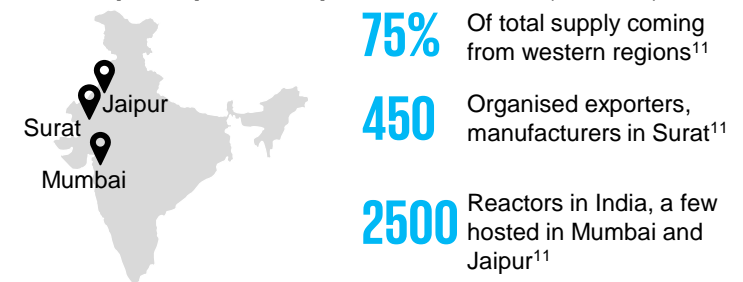 Jaipur
Surat
Mumbai
75%
Of total supply coming
from western regions¹¹
450
Organised exporters,
manufacturers in Surat¹¹
2500
Reactors in India, a few
hosted in Mumbai and
Jaipur¹¹